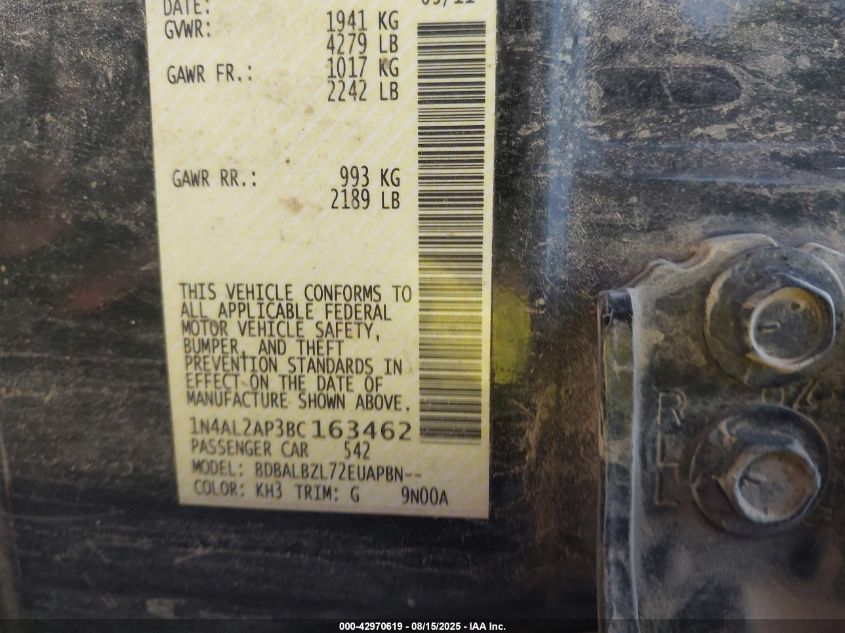 DATE:
GVWR: 1941 KG
4279 LB
GAWR FR.: 1017 KG
2242 LB
GAWR RR.: 993 KG
2189 LB
THIS VEHICLE CONFORMS TO
ALL APPLICABLE FEDERAL
MOTOR VEHICLE SAFETY,
BUMPER, AND THEFT
PREVENTION STANDARDS IN
EFFECT ON THE DATE OF
MANUFACTURE SHOWN ABOVE.
1N4AL2AP3BC163462
PASSENGER CAR 542
MODEL: BDBALBZL72EUAPBN--
COLOR: KH3 TRIM: G 9N00A
000-42970619 - 08/15/2025 - IAA Inc.